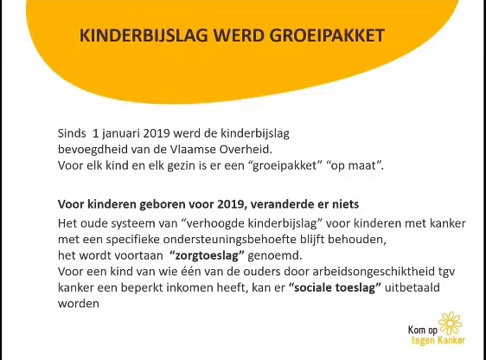 KINDERBIJSLAG WERD GROEIPAKKET
Sinds 1 januari 2019 werd de kinderbijslag
bevoegdheid van de Vlaamse Overheid.
Voor elk kind en elk gezin is er een “groeipakket” “op maat”.
Voor kinderen geboren voor 2019, veranderde er niets
Het oude systeem van “verhoogde kinderbijslag” voor kinderen met kanker
met een specifieke ondersteuningsbehoefte blijft behouden,
het wordt voortaan “zorgtoeslag” genoemd.
Voor een kind van wie één van de ouders door arbeidsongeschiktheid tgv
kanker een beperkt inkomen heeft, kan er “sociale toeslag” uitbetaald
worden
Kom op
tegen Kanker